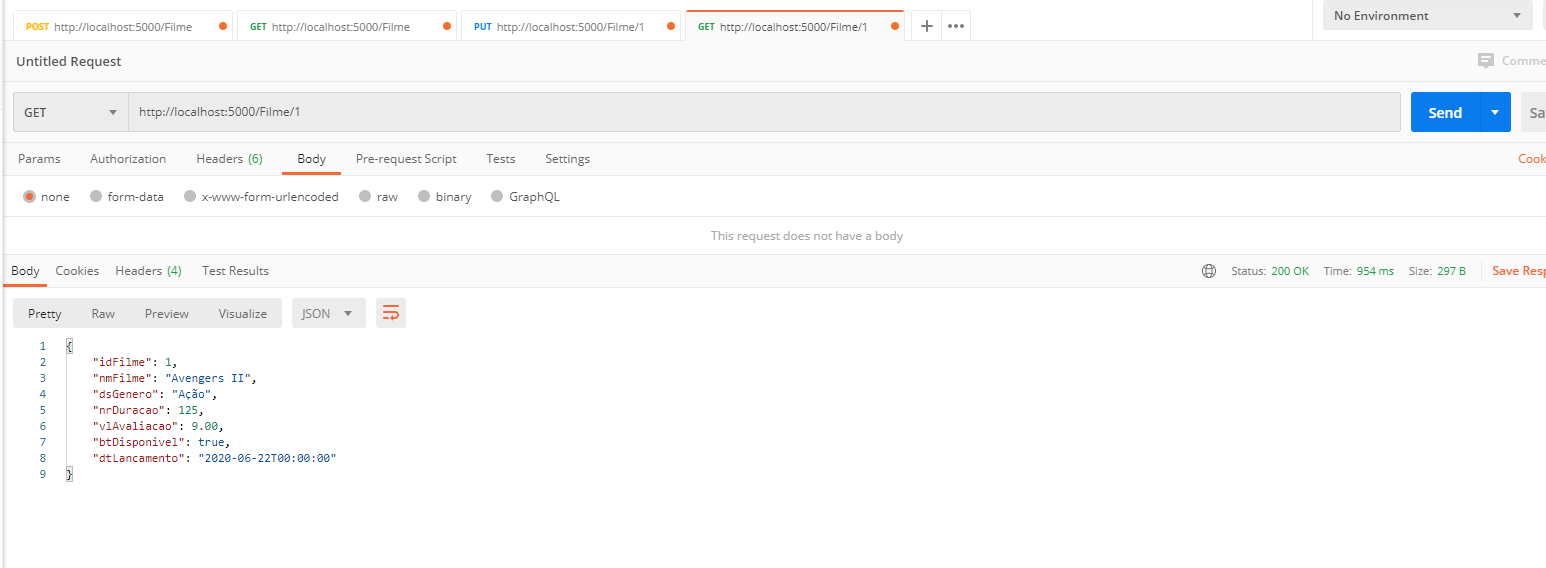 POST http://localhost:5000/Filme GET http://localhost:5000/Filme PUT http://localhost:5000/Filme/1 GET http://localhost:5000/Filme/1 No Environment
Untitled Request Comme
GET http://localhost:5000/Filme/1 Send Sa
Params Authorization Headers (6) Body Pre-request Script Tests Settings Cook
none form-data x-www-form-urlencoded raw binary GraphQL
This request does not have a body
Body Cookies Headers (4) Test Results Status: 200 OK Time: 954 ms Size: 297 B Save Resp
Pretty Raw Preview Visualize JSON
1 {
2 "idFilme": 1,
3 "nmFilme": "Avengers II",
4 "dsGenero": "Ação",
5 "nrDuracao": 125,
6 "vlAvaliacao": 9.00,
7 "btDisponivel": true,
8 "dtLancamento": "2020-06-22T00:00:00"
9 }